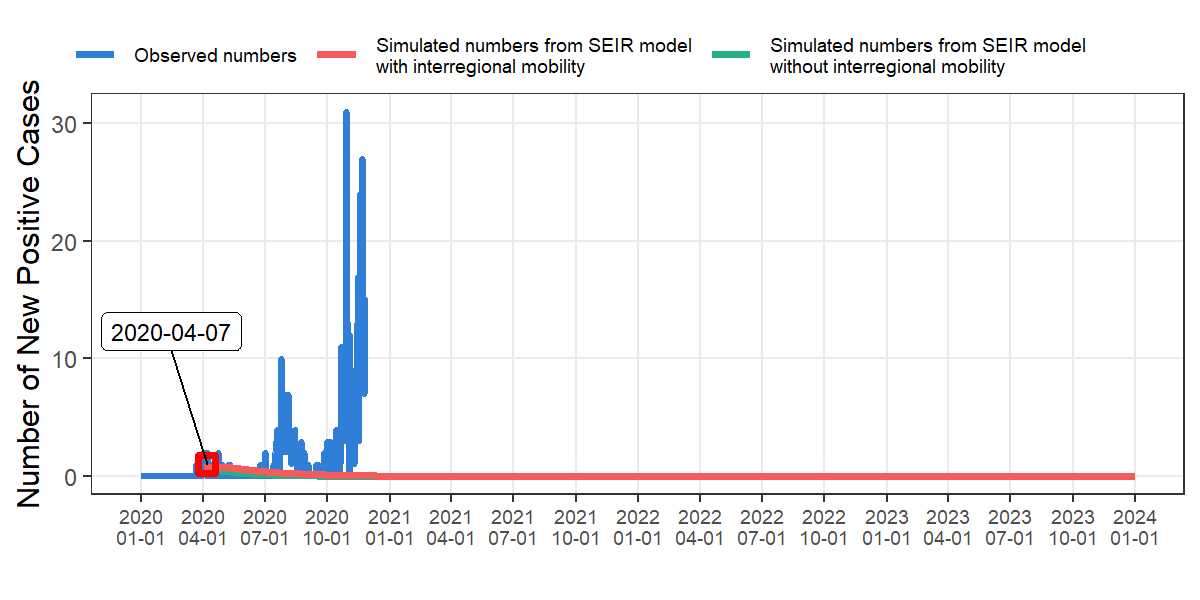 Observed numbers
Simulated numbers from SEIR model
with interregional mobility
Simulated numbers from SEIR model
without interregional mobility
Number of New Positive Cases
30
20
10
0
2020-04-07
2020 2020 2020 2020 2021 2021 2021 2021 2022 2022 2022 2022 2023 2023 2023 2023 2024
01-01 04-01 07-01 10-01 01-01 04-01 07-01 10-01 01-01 04-01 07-01 10-01 01-01 04-01 07-01 10-01 01-01